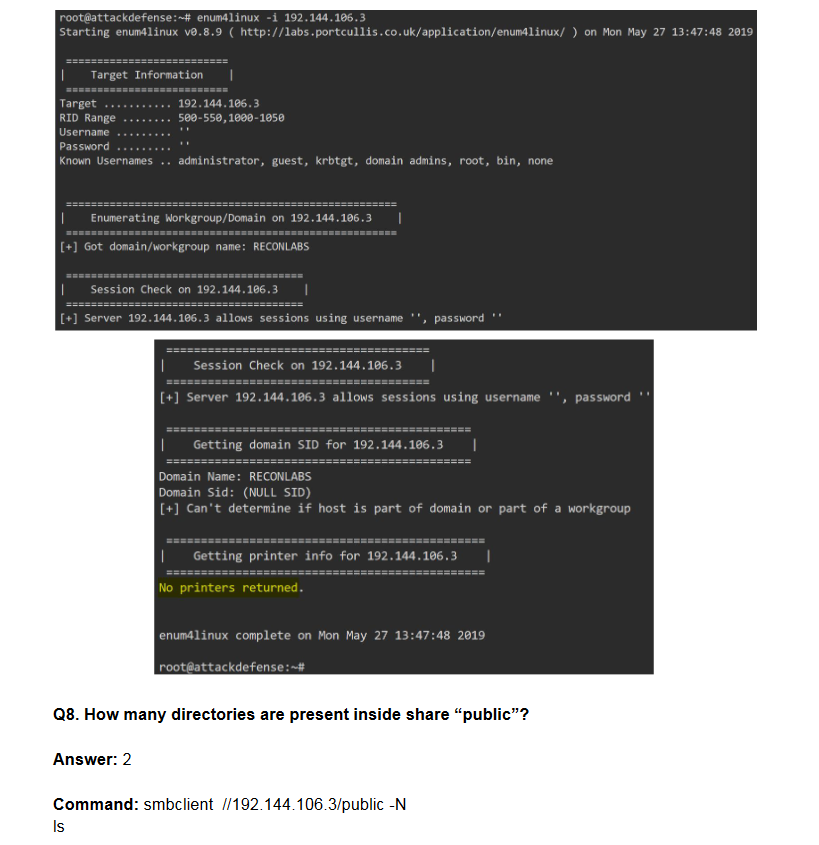 root@attackdefense:~# enum4linux -i 192.144.106.3
Starting enum4linux v0.8.9 ( http://labs.portcullis.co.uk/application/enum4linux/ ) on Mon May 27 13:47:48 2019
==========================
| Target Information |
==========================
Target ........... 192.144.106.3
RID Range ........ 500-550,1000-1050
Username ......... ''
Password ......... ''
Known Usernames .. administrator, guest, krbtgt, domain admins, root, bin, none
=====================================================
| Enumerating Workgroup/Domain on 192.144.106.3 |
=====================================================
[+] Got domain/workgroup name: RECONLABS
======================================
| Session Check on 192.144.106.3 |
======================================
[+] Server 192.144.106.3 allows sessions using username '', password ''
======================================
| Session Check on 192.144.106.3 |
======================================
[+] Server 192.144.106.3 allows sessions using username '', password ''
============================================
| Getting domain SID for 192.144.106.3 |
============================================
Domain Name: RECONLABS
Domain Sid: (NULL SID)
[+] Can't determine if host is part of domain or part of a workgroup
==============================================
| Getting printer info for 192.144.106.3 |
==============================================
No printers returned.
enum4linux complete on Mon May 27 13:47:48 2019
root@attackdefense:~#
Q8. How many directories are present inside share “public”?
Answer: 2
Command: smbclient //192.144.106.3/public -N
ls